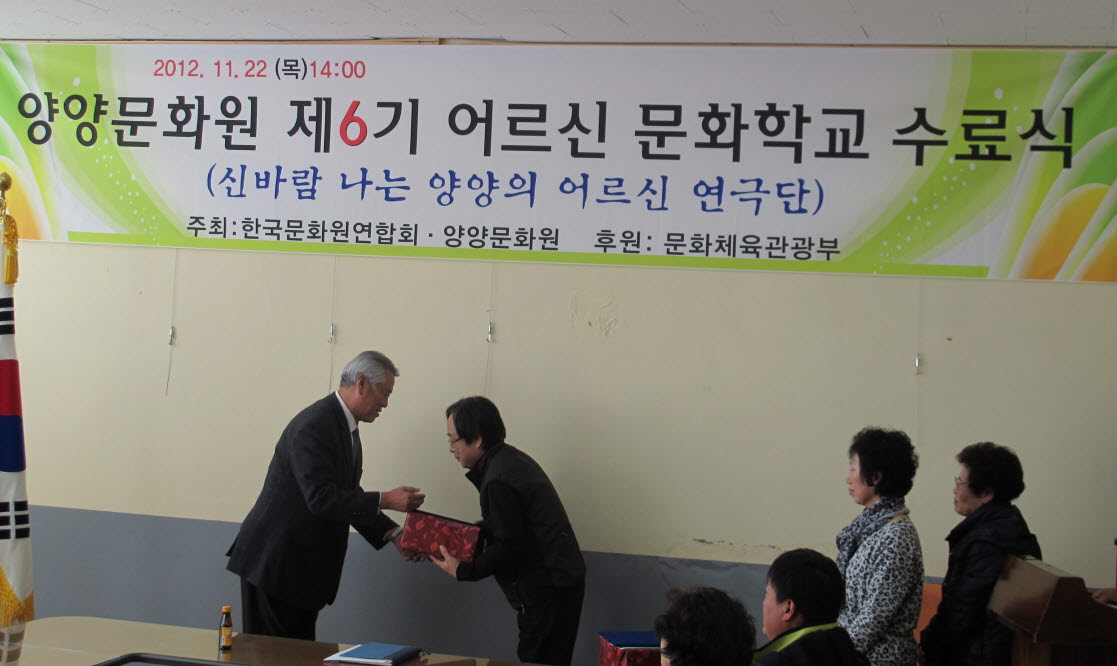 2012. 11. 22 (목)14:00
양양문화원 제6기 어르신 문화학교 수료식
(신바람 나는 양양의 어르신 연극단)
주최:한국문화원연합회 · 양양문화원 후원: 문화체육관광부